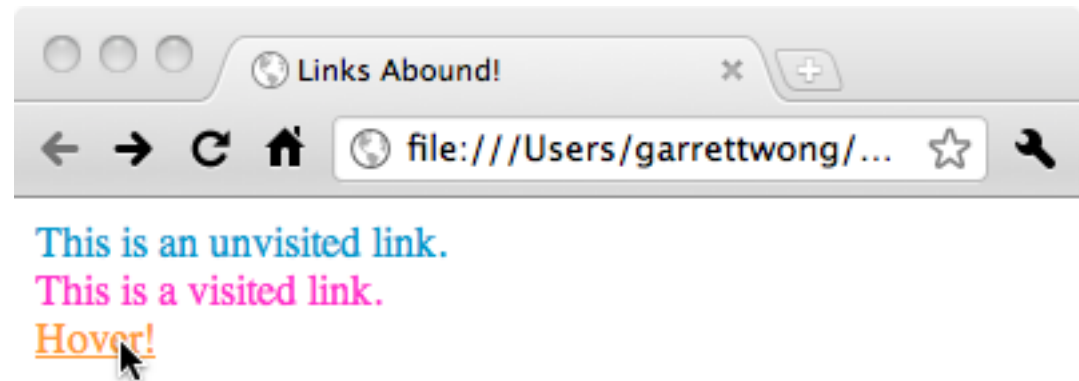 Links Abound!
file:///Users/garrettwong/...
This is an unvisited link.
This is a visited link.
Hover!